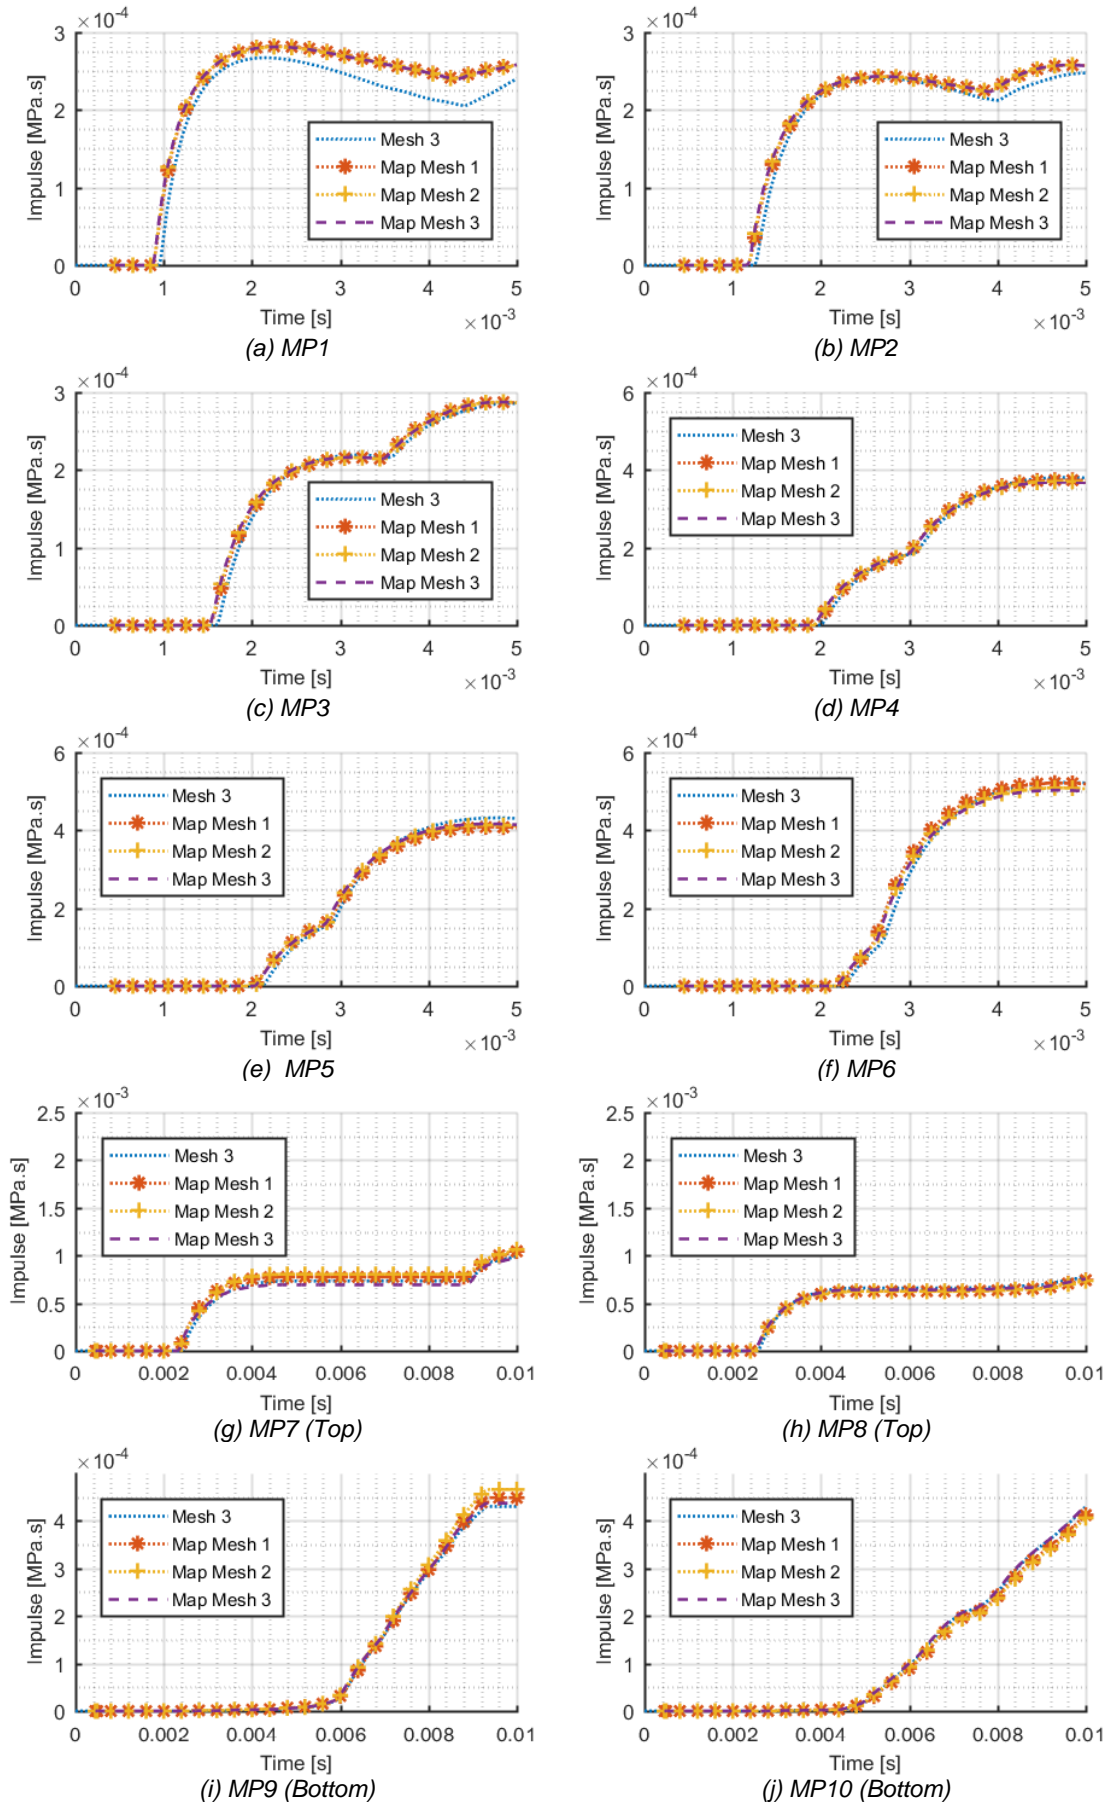 ×10⁻⁴
Impulse [MPa.s]
3
2
1
0
Mesh 3
Map Mesh 1
Map Mesh 2
Map Mesh 3
0 1 2 3 4 5
Time [s]
×10⁻³
(a) MP1
×10⁻⁴
Impulse [MPa.s]
3
2
1
0
Mesh 3
Map Mesh 1
Map Mesh 2
Map Mesh 3
0 1 2 3 4 5
Time [s]
×10⁻³
(b) MP2
×10⁻⁴
Impulse [MPa.s]
3
2
1
0
Mesh 3
Map Mesh 1
Map Mesh 2
Map Mesh 3
0 1 2 3 4 5
Time [s]
×10⁻³
(c) MP3
×10⁻⁴
Impulse [MPa.s]
6
4
2
0
Mesh 3
Map Mesh 1
Map Mesh 2
Map Mesh 3
0 1 2 3 4 5
Time [s]
×10⁻³
(d) MP4
×10⁻⁴
Impulse [MPa.s]
6
4
2
0
Mesh 3
Map Mesh 1
Map Mesh 2
Map Mesh 3
0 1 2 3 4 5
Time [s]
×10⁻³
(e) MP5
×10⁻⁴
Impulse [MPa.s]
6
4
2
0
Mesh 3
Map Mesh 1
Map Mesh 2
Map Mesh 3
0 1 2 3 4 5
Time [s]
×10⁻³
(f) MP6
×10⁻³
Impulse [MPa.s]
2.5
2
1.5
1
0.5
0
Mesh 3
Map Mesh 1
Map Mesh 2
Map Mesh 3
0 0.002 0.004 0.006 0.008 0.01
Time [s]
(g) MP7 (Top)
×10⁻³
Impulse [MPa.s]
2.5
2
1.5
1
0.5
0
Mesh 3
Map Mesh 1
Map Mesh 2
Map Mesh 3
0 0.002 0.004 0.006 0.008 0.01
Time [s]
(h) MP8 (Top)
×10⁻⁴
Impulse [MPa.s]
4
3
2
1
0
Mesh 3
Map Mesh 1
Map Mesh 2
Map Mesh 3
0 0.002 0.004 0.006 0.008 0.01
Time [s]
(i) MP9 (Bottom)
×10⁻⁴
Impulse [MPa.s]
4
3
2
1
0
Mesh 3
Map Mesh 1
Map Mesh 2
Map Mesh 3
0 0.002 0.004 0.006 0.008 0.01
Time [s]
(j) MP10 (Bottom)